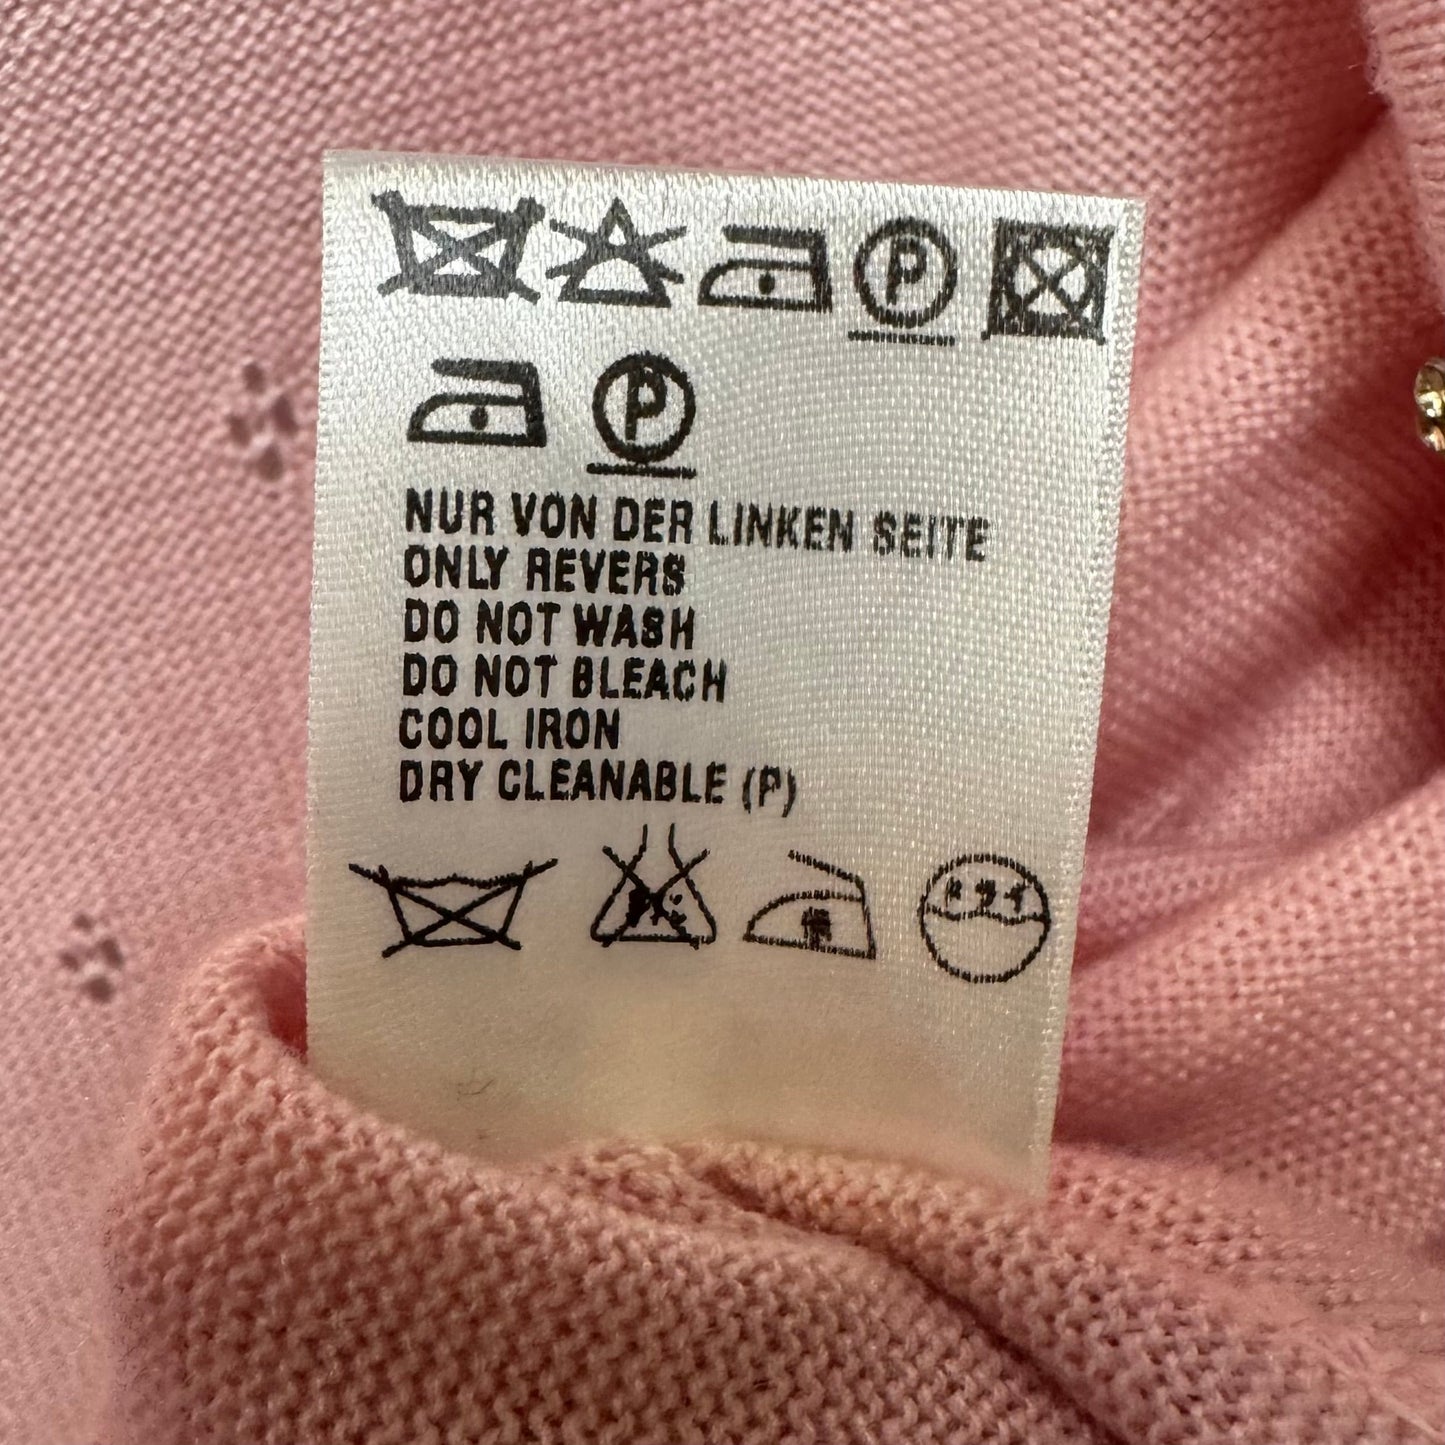 P
P
NUR VON DER LINKEN SEITE
ONLY REVERS
DO NOT WASH
DO NOT BLEACH
COOL IRON
DRY CLEANABLE (P)